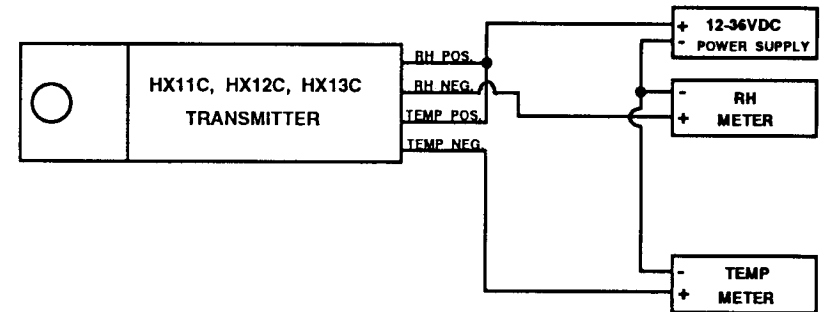 HX11C, HX12C, HX13C
TRANSMITTER
RH POS.
RH NEG.
TEMP POS.
TEMP NEG.
+ 12-36VDC
- POWER SUPPLY
- RH
+ METER
- TEMP
+ METER